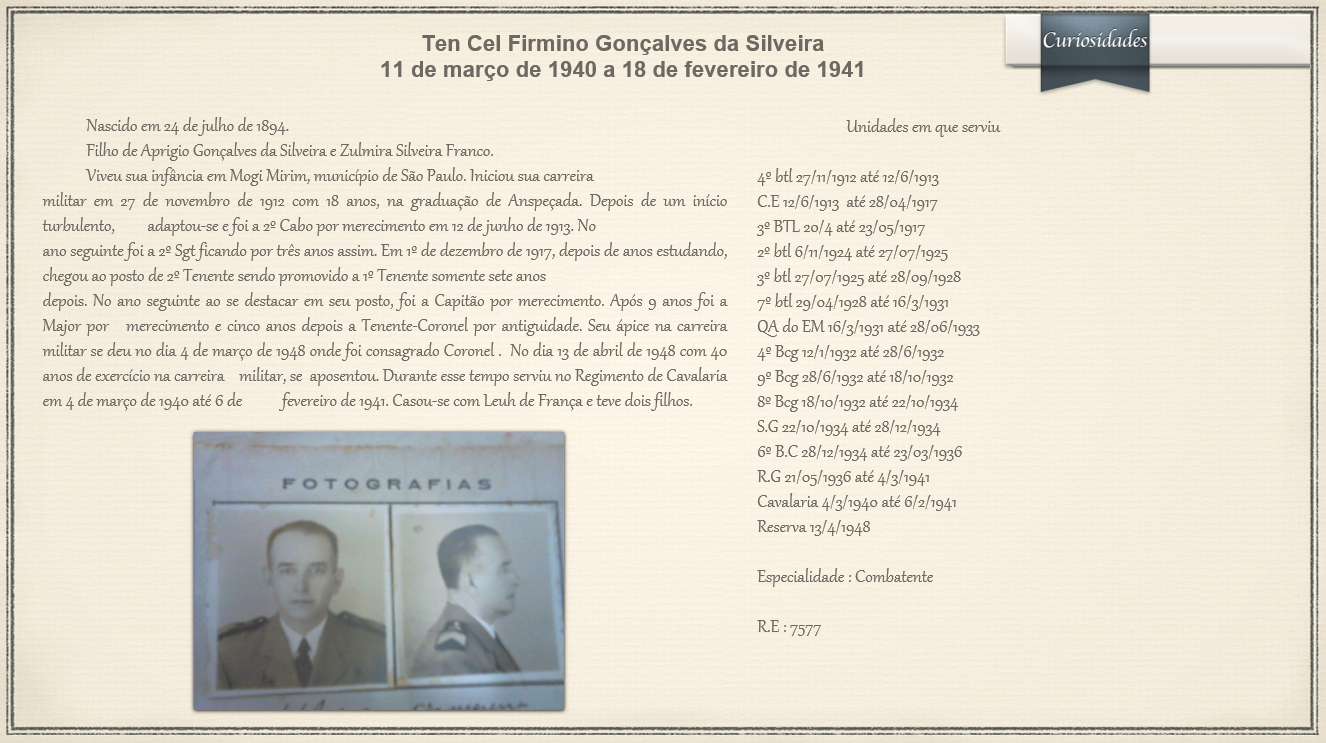 Ten Cel Firmino Gonçalves da Silveira
11 de março de 1940 a 18 de fevereiro de 1941
Curiosidades
Nascido em 24 de julho de 1894.
Filho de Aprigio Gonçalves da Silveira e Zulmira Silveira Franco.
Viveu sua infância em Mogi Mirim, município de São Paulo. Iniciou sua carreira
militar em 27 de novembro de 1912 com 18 anos, na graduação de Anspeçada. Depois de um início
turbulento, adaptou-se e foi a 2º Cabo por merecimento em 12 de junho de 1913. No
ano seguinte foi a 2º Sgt ficando por três anos assim. Em 1º de dezembro de 1917, depois de anos estudando,
chegou ao posto de 2º Tenente sendo promovido a 1º Tenente somente sete anos
depois. No ano seguinte ao se destacar em seu posto, foi a Capitão por merecimento. Após 9 anos foi a
Major por merecimento e cinco anos depois a Tenente-Coronel por antiguidade. Seu ápice na carreira
militar se deu no dia 4 de março de 1948 onde foi consagrado Coronel . No dia 13 de abril de 1948 com 40
anos de exercício na carreira militar, se aposentou. Durante esse tempo serviu no Regimento de Cavalaria
em 4 de março de 1940 até 6 de fevereiro de 1941. Casou-se com Leuh de França e teve dois filhos.
FOTOGRAFIAS
Unidades em que serviu
4º btl 27/11/1912 até 12/6/1913
C.E 12/6/1913 até 28/04/1917
3º BTL 20/4 até 23/05/1917
2º btl 6/11/1924 até 27/07/1925
3º btl 27/07/1925 até 28/09/1928
7º btl 29/04/1928 até 16/3/1931
QA do EM 16/3/1931 até 28/06/1933
4º Bcg 12/1/1932 até 28/6/1932
9º Bcg 28/6/1932 até 18/10/1932
8º Bcg 18/10/1932 até 22/10/1934
S.G 22/10/1934 até 28/12/1934
6º B.C 28/12/1934 até 23/03/1936
R.G 21/05/1936 até 4/3/1941
Cavalaria 4/3/1940 até 6/2/1941
Reserva 13/4/1948
Especialidade : Combatente
R.E : 7577